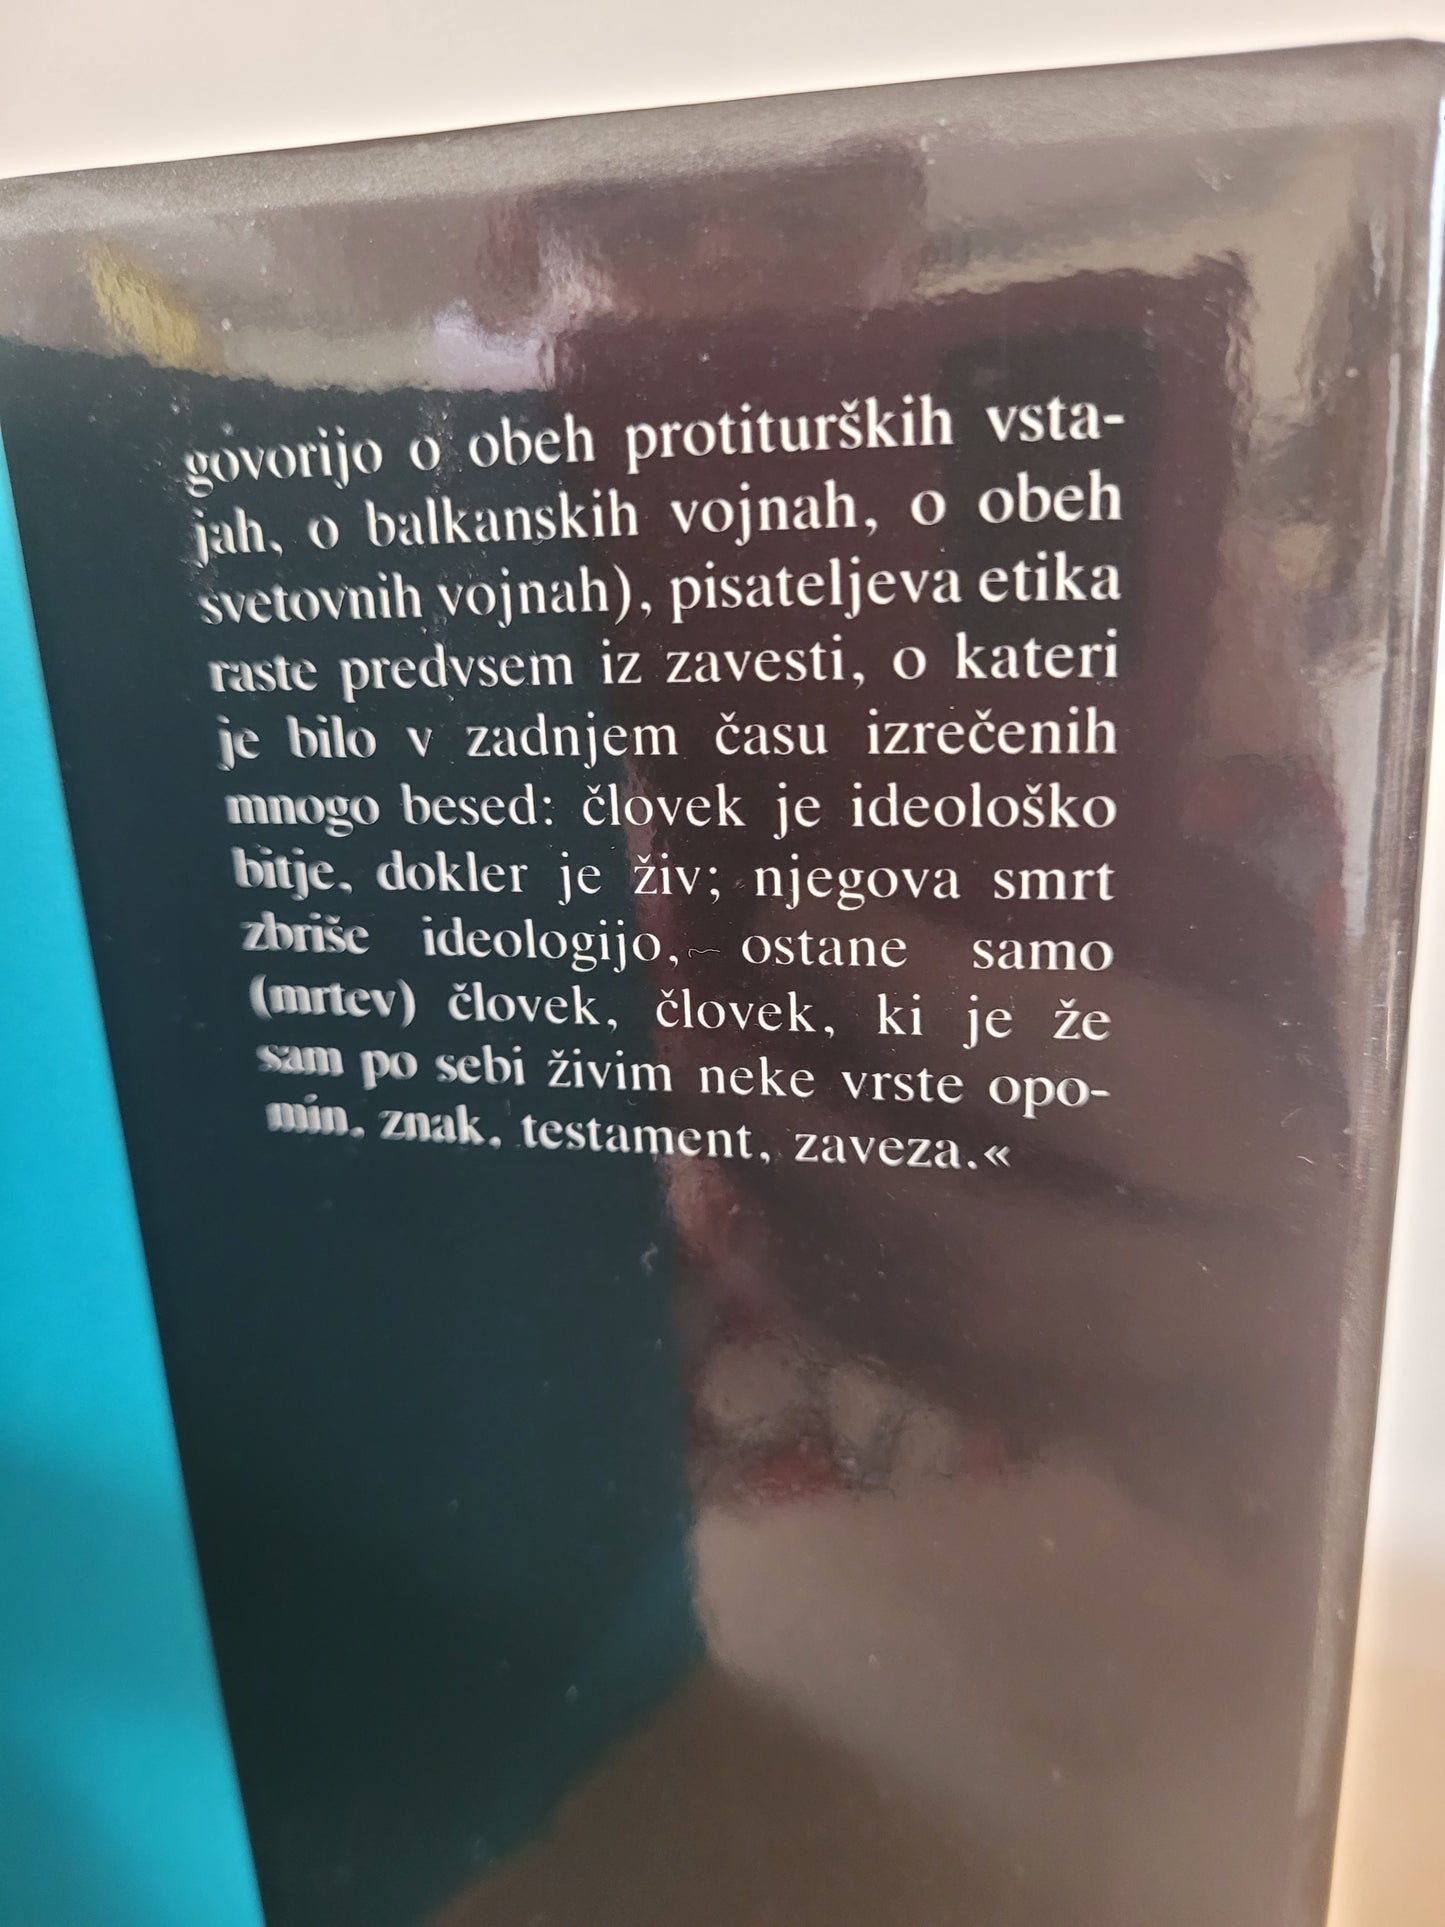 govorijo o obeh protiturških vsta-
jah, o balkanskih vojnah, o obeh
svetovnih vojnah), pisateljeva etika
raste predvsem iz zavesti, o kateri
je bilo v zadnjem času izrečenih
mnogo besed: človek je ideološko
bitje, dokler je živ; njegova smrt
zbriše ideologijo, ostane samo
(mrtev) človek, človek, ki je že
sam po sebi živim neke vrste opo-
min, znak, testament, zaveza.«